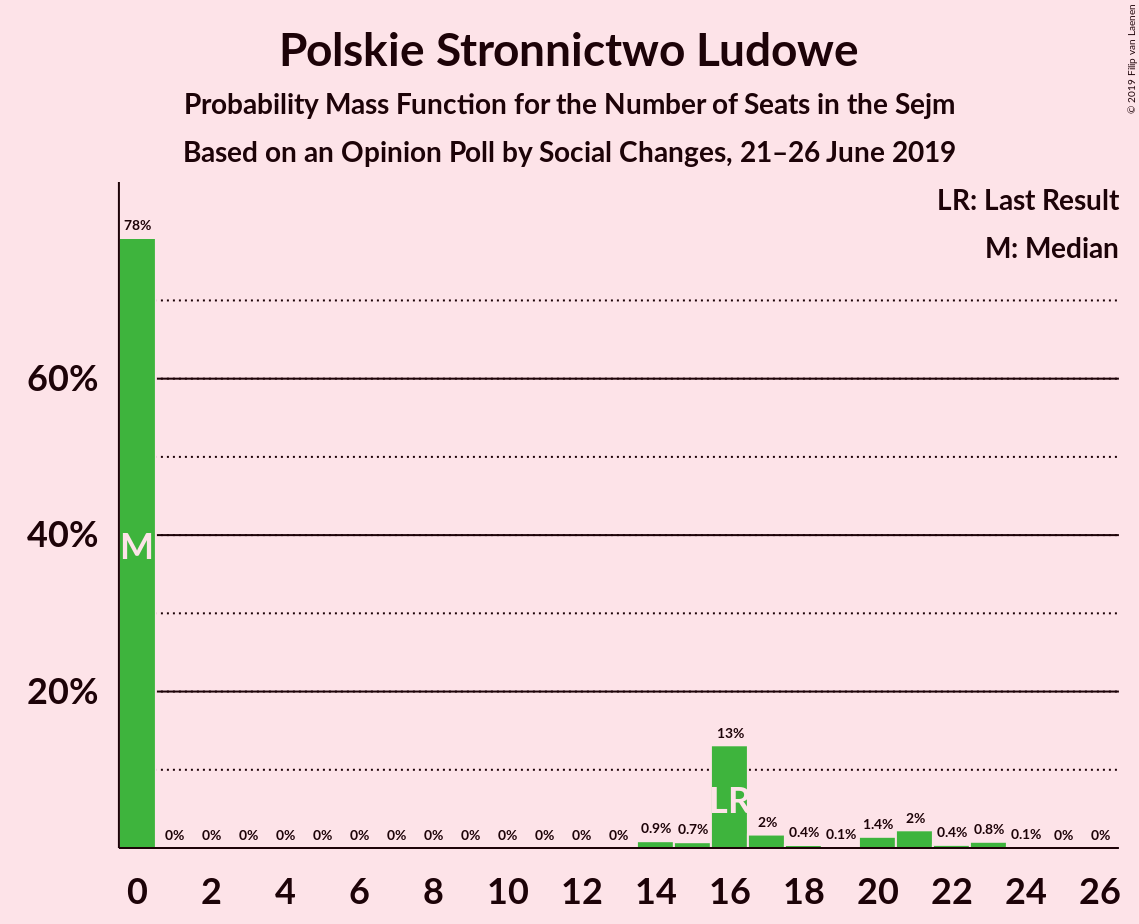 Polskie Stronnictwo Ludowe
Probability Mass Function for the Number of Seats in the Sejm
Based on an Opinion Poll by Social Changes, 21–26 June 2019
© 2019 Filip van Laenen
LR: Last Result
M: Median
78%
60%
40%
20%
M
LR
0% 0% 0% 0% 0% 0% 0% 0% 0% 0% 0% 0% 0% 0.9% 0.7% 13% 2% 0.4% 0.1% 1.4% 2% 0.4% 0.8% 0.1% 0% 0%
0 2 4 6 8 10 12 14 16 18 20 22 24 26